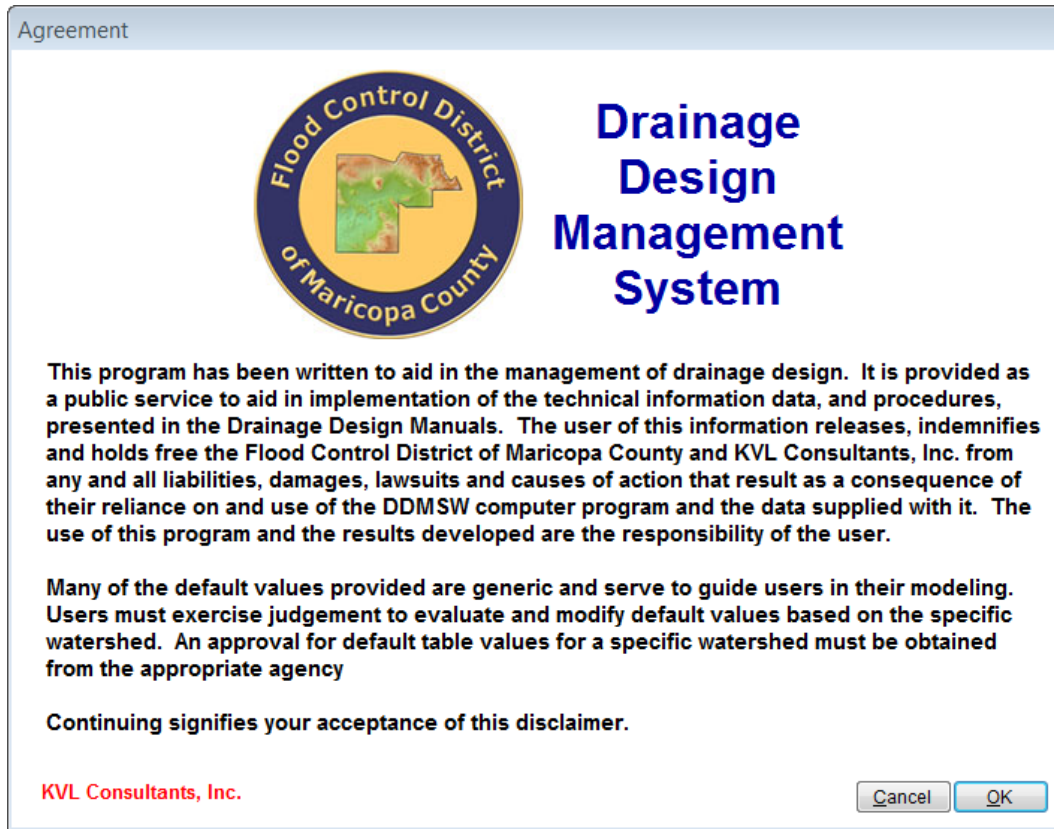 Agreement
Flood Control District
of Maricopa County
Drainage
Design
Management
System
This program has been written to aid in the management of drainage design.  It is provided as
a public service to aid in implementation of the technical information data, and procedures,
presented in the Drainage Design Manuals.  The user of this information releases, indemnifies
and holds free the Flood Control District of Maricopa County and KVL Consultants, Inc. from
any and all liabilities, damages, lawsuits and causes of action that result as a consequence of
their reliance on and use of the DDMSW computer program and the data supplied with it.  The
use of this program and the results developed are the responsibility of the user.
Many of the default values provided are generic and serve to guide users in their modeling.
Users must exercise judgement to evaluate and modify default values based on the specific
watershed.  An approval for default table values for a specific watershed must be obtained
from the appropriate agency
Continuing signifies your acceptance of this disclaimer.
KVL Consultants, Inc.
Cancel
OK